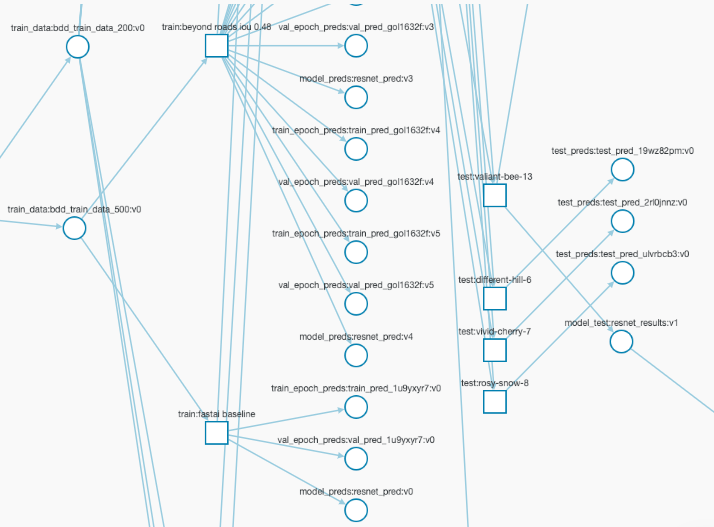 train_data:bdd_train_data_200:v0
train:beyond roads iou 0.48
val_epoch_preds:val_pred_gol1632f:v3
model_preds:resnet_pred:v3
train_epoch_preds:train_pred_gol1632f:v4
val_epoch_preds:val_pred_gol1632f:v4
train_data:bdd_train_data_500:v0
train_epoch_preds:train_pred_gol1632f:v5
val_epoch_preds:val_pred_gol1632f:v5
model_preds:resnet_pred:v4
train_epoch_preds:train_pred_1u9yxyr7:v0
train:fastai baseline
val_epoch_preds:val_pred_1u9yxyr7:v0
model_preds:resnet_pred:v0
test:valiant-bee-13
test:different-hill-6
test:vivid-cherry-7
test:rosy-snow-8
test_preds:test_pred_19wz82pm:v0
test_preds:test_pred_2rl0jnnz:v0
test_preds:test_pred_ulvrbcb3:v0
model_test:resnet_results:v1